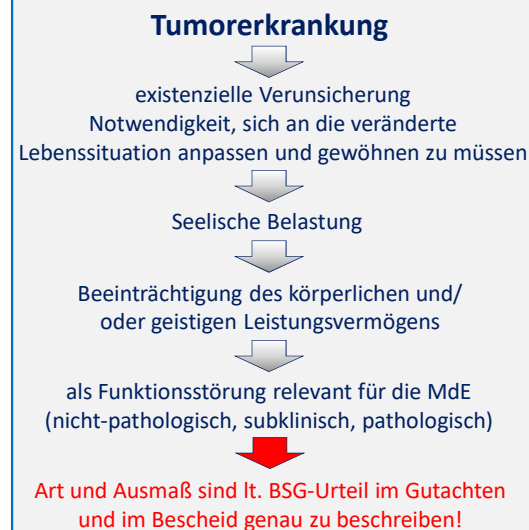 Tumorerkrankung
existenzielle Verunsicherung
Notwendigkeit, sich an die veränderte
Lebenssituation anpassen und gewöhnen zu müssen
Seelische Belastung
Beeinträchtigung des körperlichen und/
oder geistigen Leistungsvermögens
als Funktionsstörung relevant für die MdE
(nicht-pathologisch, subklinisch, pathologisch)
Art und Ausmaß sind lt. BSG-Urteil im Gutachten
und im Bescheid genau zu beschreiben!